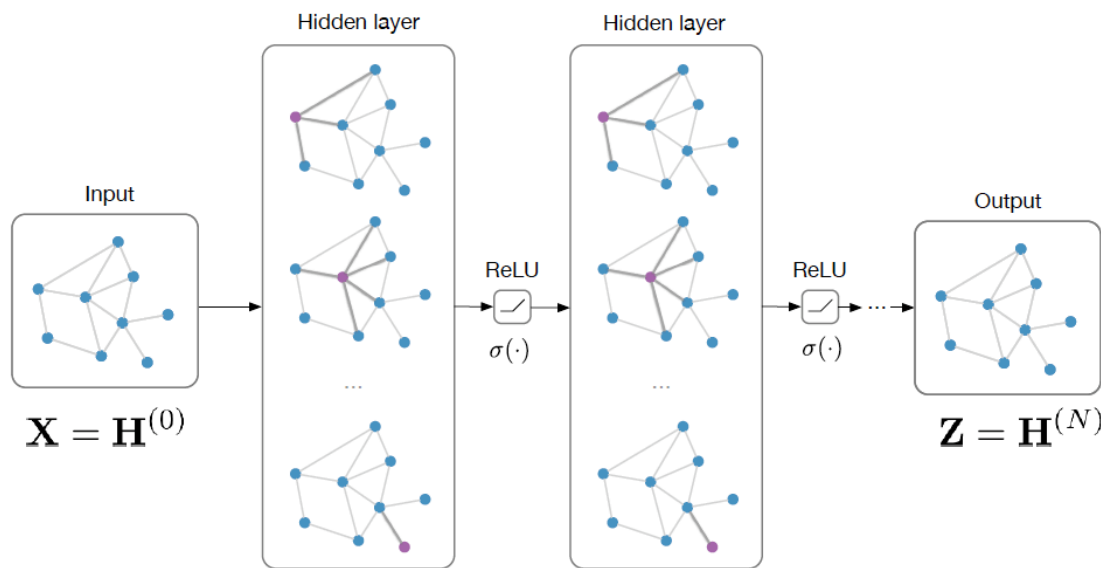 Hidden layer
Hidden layer
Input
Output
ReLU
ReLU
...
σ(·)
σ(·)
...
...
X = H(0)
Z = H(N)